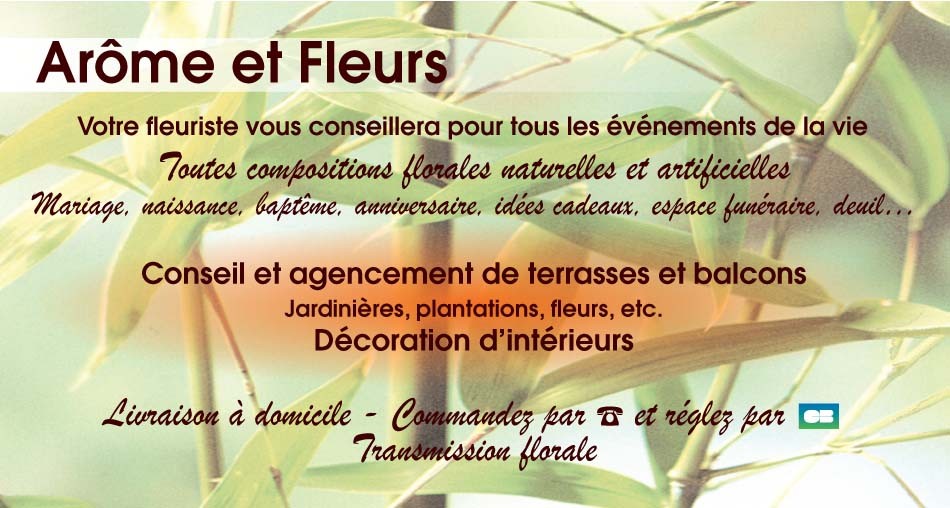 Arôme et Fleurs
Votre fleuriste vous conseillera pour tous les événements de la vie
Toutes compositions florales naturelles et artificielles
Mariage, naissance, baptême, anniversaire, idées cadeaux, espace funéraire, deuil...
Conseil et agencement de terrasses et balcons
Jardinières, plantations, fleurs, etc.
Décoration d'intérieurs
Livraison à domicile - Commandez par ☎ et réglez par CB
Transmission florale